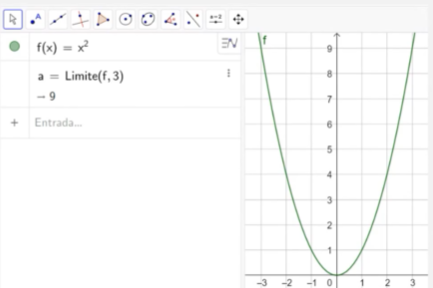 a=2
f(x) = x²
a = Limite(f, 3)
→ 9
+ Entrada...
f
9
8
7
6
5
4
3
2
1
−3 −2 −1 0 1 2 3